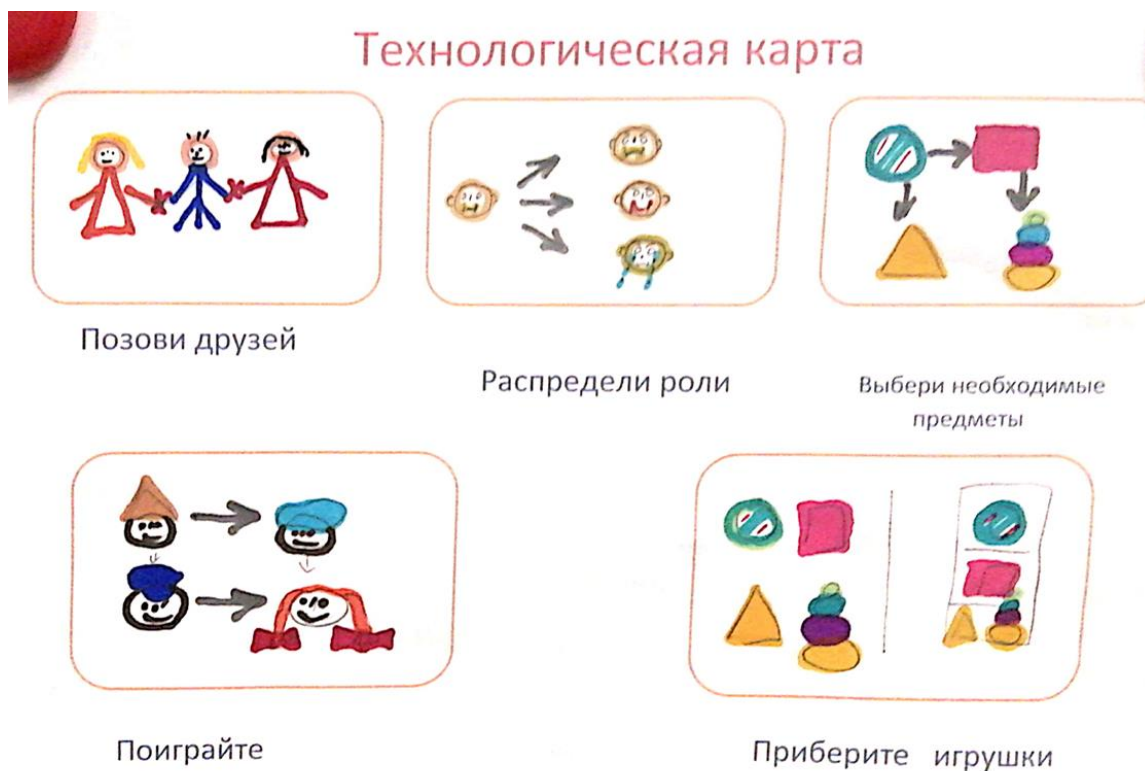 Технологическая карта
Позови друзей
Распредели роли
Выбери необходимые
предметы
Поиграйте
Приберите игрушки